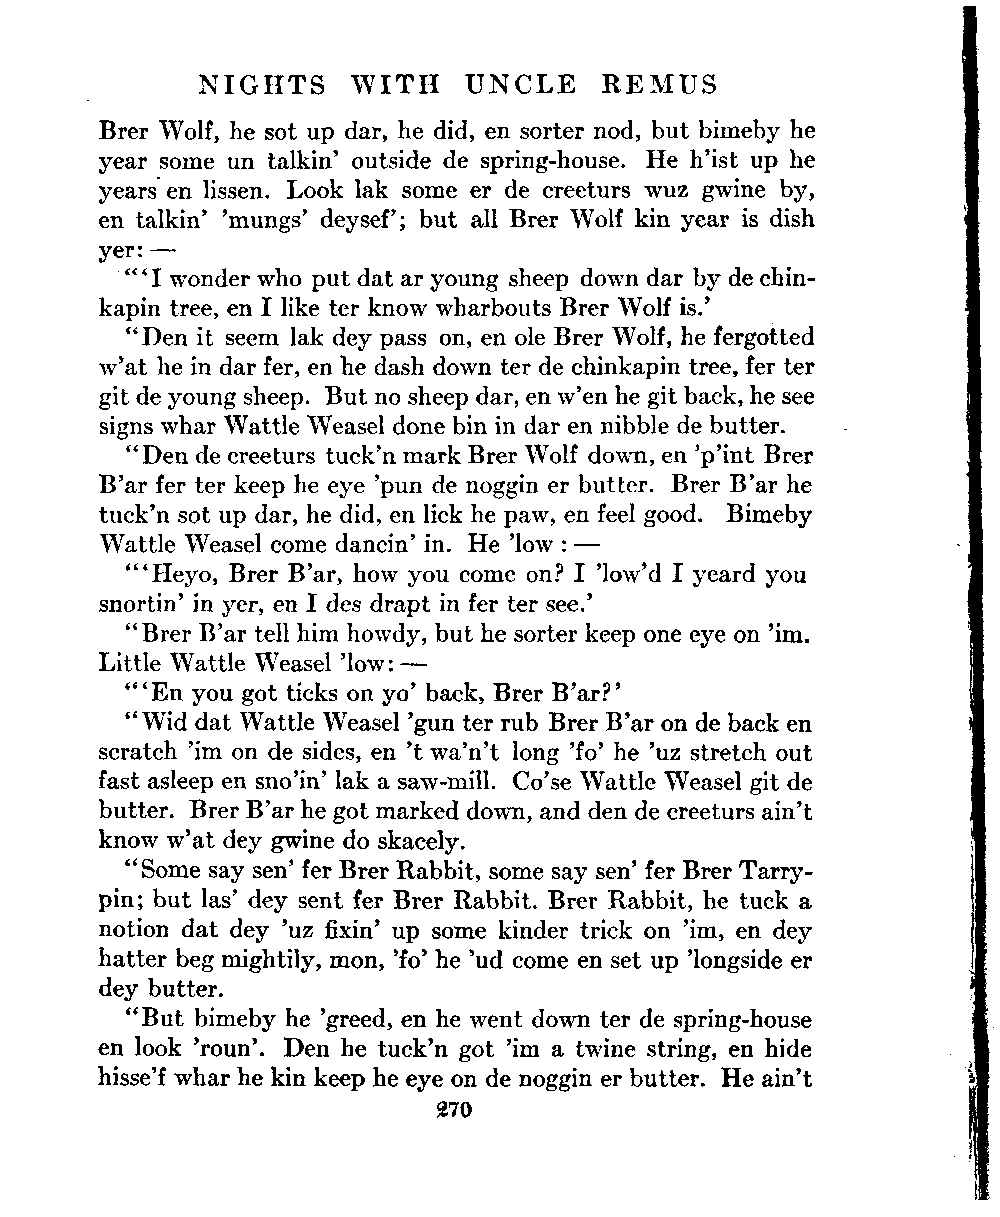 NIGHTS WITH UNCLE REMUS
Brer Wolf, he sot up dar, he did, en sorter nod, but bimeby he
year some un talkin' outside de spring-house. He h'ist up he
years en lissen. Look lak some er de creeturs wuz gwine by,
en talkin' 'mungs' deysef'; but all Brer Wolf kin year is dish
yer: —
"'I wonder who put dat ar young sheep down dar by de chin-
kapin tree, en I like ter know wharbouts Brer Wolf is.'
"Den it seem lak dey pass on, en ole Brer Wolf, he fergotted
w'at he in dar fer, en he dash down ter de chinkapin tree, fer ter
git de young sheep. But no sheep dar, en w'en he git back, he see
signs whar Wattle Weasel done bin in dar en nibble de butter.
"Den de creeturs tuck'n mark Brer Wolf down, en 'p'int Brer
B'ar fer ter keep he eye 'pun de noggin er butter. Brer B'ar he
tuck'n sot up dar, he did, en lick he paw, en feel good. Bimeby
Wattle Weasel come dancin' in. He 'low : —
"'Heyo, Brer B'ar, how you come on? I 'low'd I yeard you
snortin' in yer, en I des drapt in fer ter see.'
"Brer B'ar tell him howdy, but he sorter keep one eye on 'im.
Little Wattle Weasel 'low: —
"'En you got ticks on yo' back, Brer B'ar?'
"Wid dat Wattle Weasel 'gun ter rub Brer B'ar on de back en
scratch 'im on de sides, en 't wa'n't long 'fo' he 'uz stretch out
fast asleep en sno'in' lak a saw-mill. Co'se Wattle Weasel git de
butter. Brer B'ar he got marked down, and den de creeturs ain't
know w'at dey gwine do skacely.
"Some say sen' fer Brer Rabbit, some say sen' fer Brer Tarry-
pin; but las' dey sent fer Brer Rabbit. Brer Rabbit, he tuck a
notion dat dey 'uz fixin' up some kinder trick on 'im, en dey
hatter beg mightily, mon, 'fo' he 'ud come en set up 'longside er
dey butter.
"But bimeby he 'greed, en he went down ter de spring-house
en look 'roun'. Den he tuck'n got 'im a twine string, en hide
hisse'f whar he kin keep he eye on de noggin er butter. He ain't
270